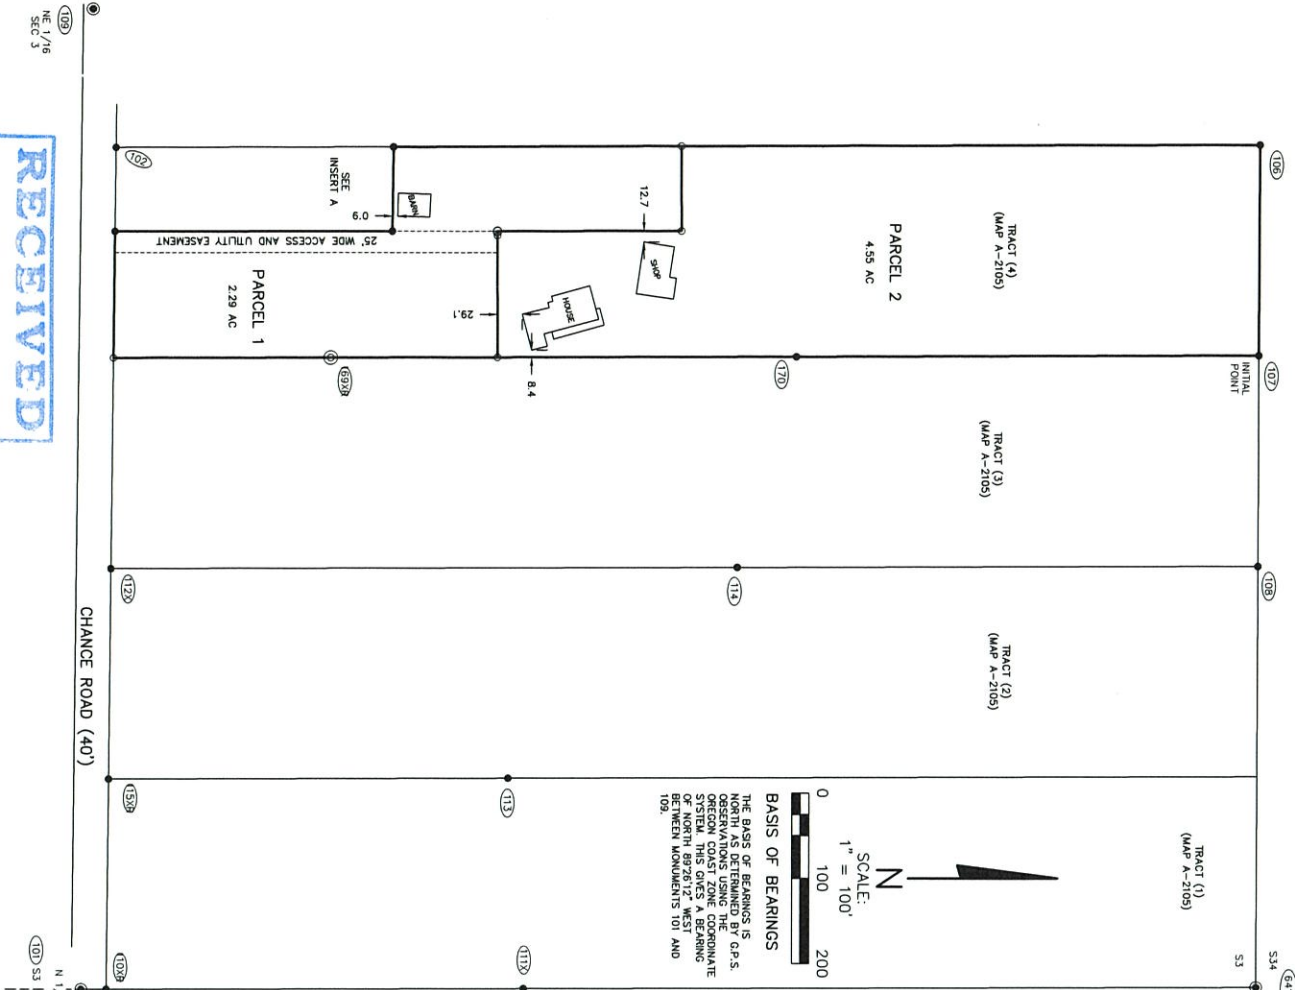 109
NE 1/16
SEC 3
RECEIVED
106
107
INITIAL
POINT
108
S34
S3
TRACT (4)
(MAP A-2105)
PARCEL 2
4.55 AC
TRACT (3)
(MAP A-2105)
TRACT (2)
(MAP A-2105)
TRACT (1)
(MAP A-2105)
12.7
SHOP
HOUSE
BARN
SEE
INSERT A
0.9
25' WIDE ACCESS AND UTILITY EASEMENT
PARCEL 1
2.29 AC
29.1
8.4
102
170
114
113
111X
112X
N
SCALE:
1" = 100'
0 100 200
BASIS OF BEARINGS
THE BASIS OF BEARINGS IS
NORTH AS DETERMINED BY G.P.S.
OBSERVATIONS USING THE
OREGON COAST ZONE COORDINATE
SYSTEM. THIS GIVES A BEARING
OF NORTH 89°26'12" WEST
BETWEEN MONUMENTS 101 AND
109.
CHANCE ROAD (40')
101
S3